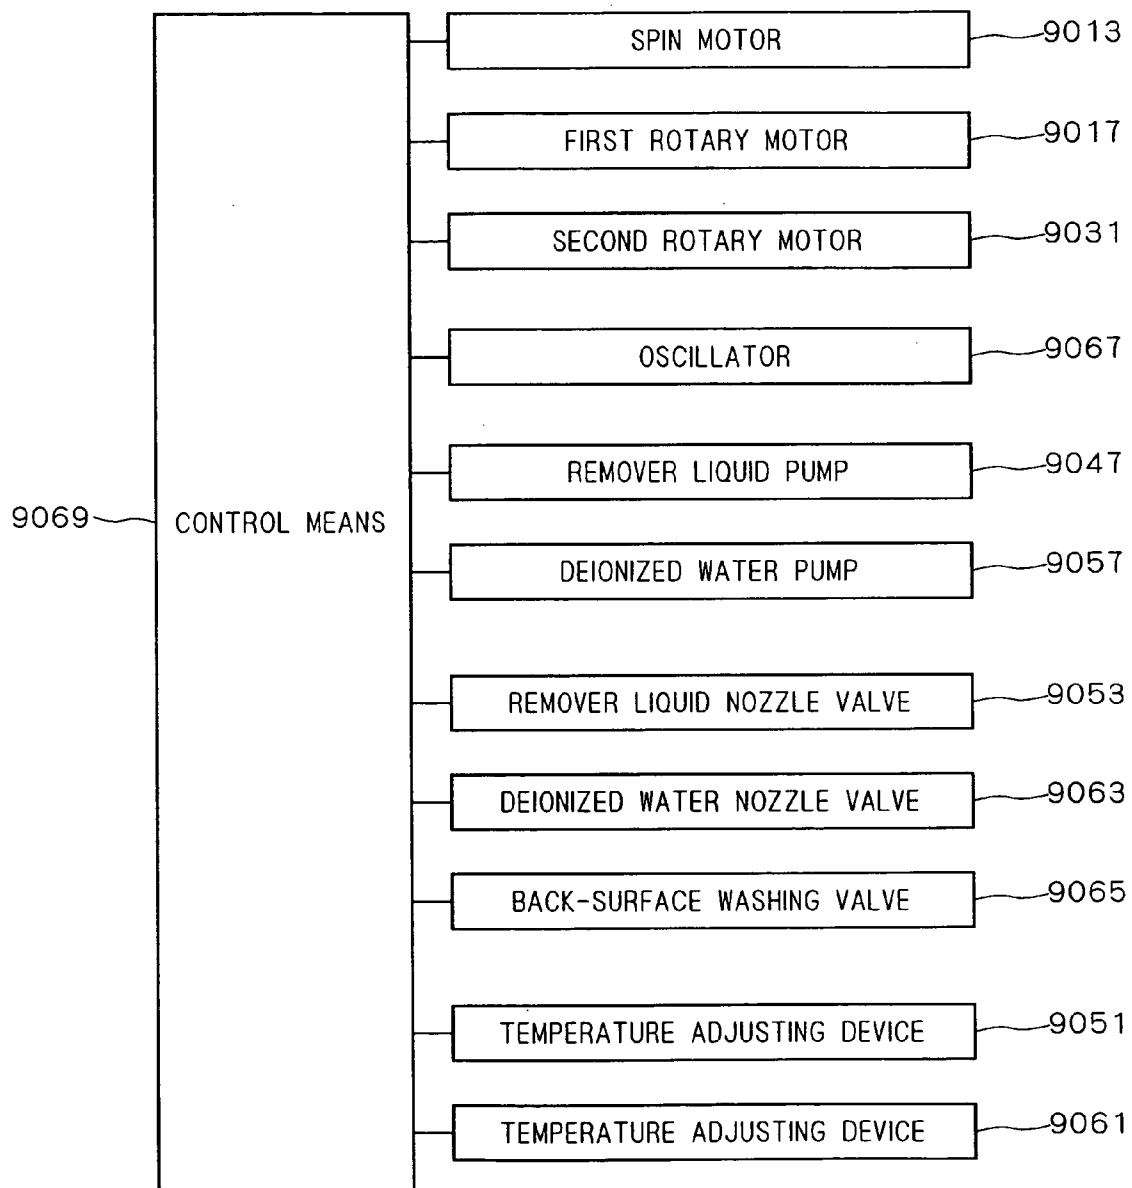 SPIN MOTOR 9013
FIRST ROTARY MOTOR 9017
SECOND ROTARY MOTOR 9031
OSCILLATOR 9067
REMOVER LIQUID PUMP 9047
9069 CONTROL MEANS
DEIONIZED WATER PUMP 9057
REMOVER LIQUID NOZZLE VALVE 9053
DEIONIZED WATER NOZZLE VALVE 9063
BACK-SURFACE WASHING VALVE 9065
TEMPERATURE ADJUSTING DEVICE 9051
TEMPERATURE ADJUSTING DEVICE 9061